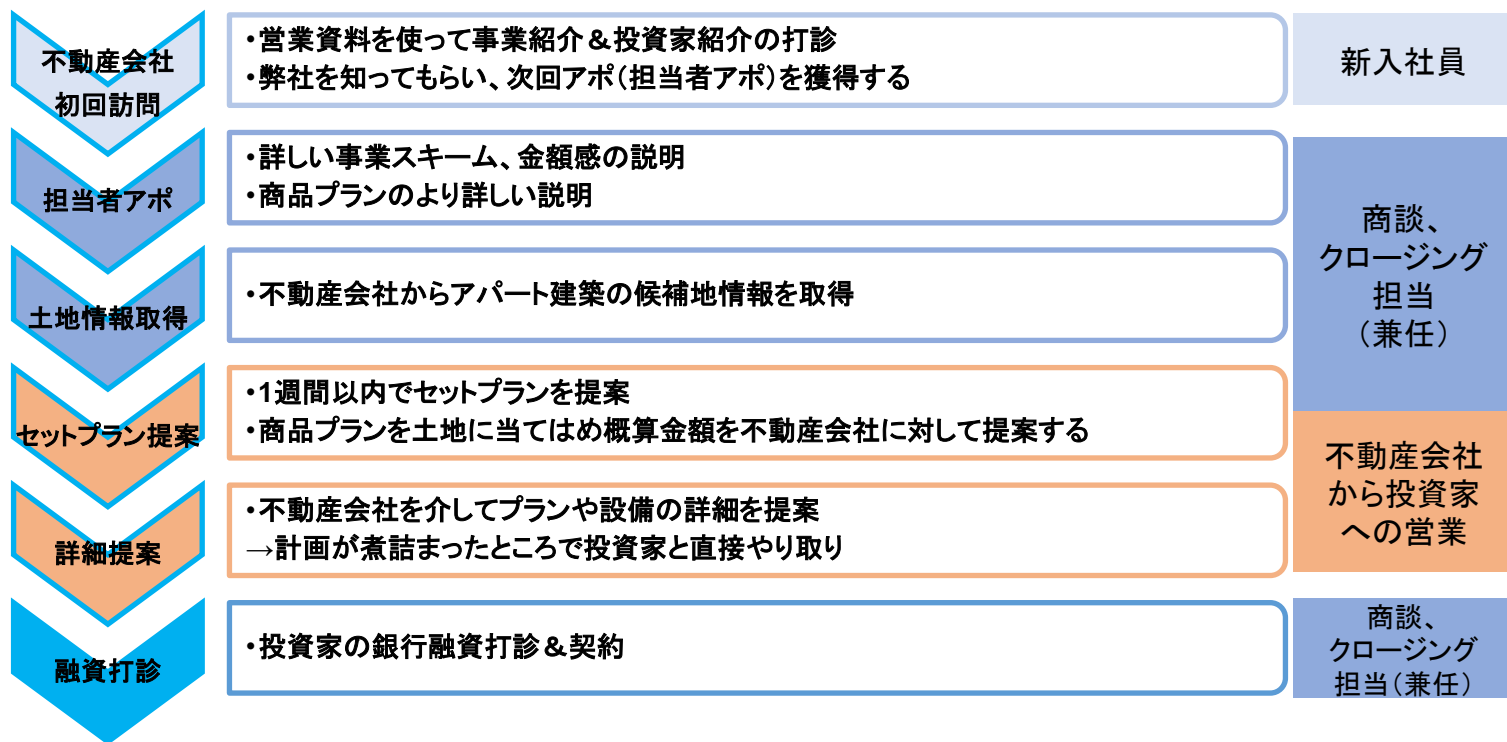 不動産会社
初回訪問
・営業資料を使って事業紹介＆投資家紹介の打診
・弊社を知ってもらい、次回アポ（担当者アポ）を獲得する
新入社員
担当者アポ
・詳しい事業スキーム、金額感の説明
・商品プランのより詳しい説明
土地情報取得
・不動産会社からアパート建築の候補地情報を取得
商談、
クロージング
担当
（兼任）
セットプラン提案
・1週間以内でセットプランを提案
・商品プランを土地に当てはめ概算金額を不動産会社に対して提案する
詳細提案
・不動産会社を介してプランや設備の詳細を提案
→計画が煮詰まったところで投資家と直接やり取り
不動産会社
から投資家
への営業
融資打診
・投資家の銀行融資打診＆契約
商談、
クロージング
担当（兼任）